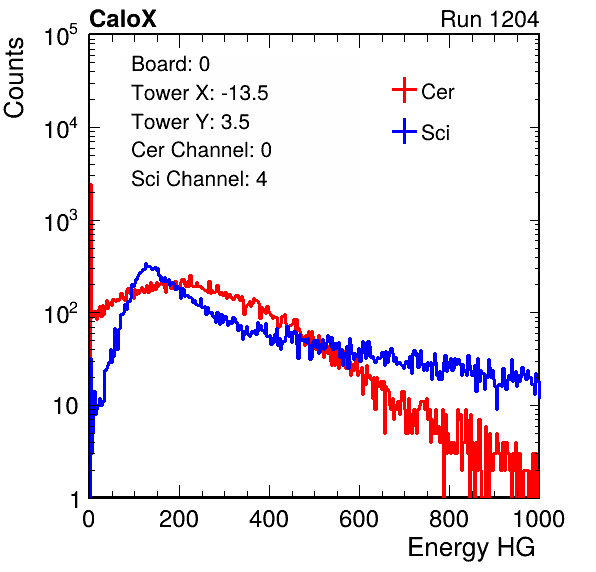 CaloX Run 1204
Counts
Board: 0
Tower X: -13.5
Tower Y: 3.5
Cer Channel: 0
Sci Channel: 4
Cer
Sci
10^5
10^4
10^3
10^2
10
1
0 200 400 600 800 1000
Energy HG